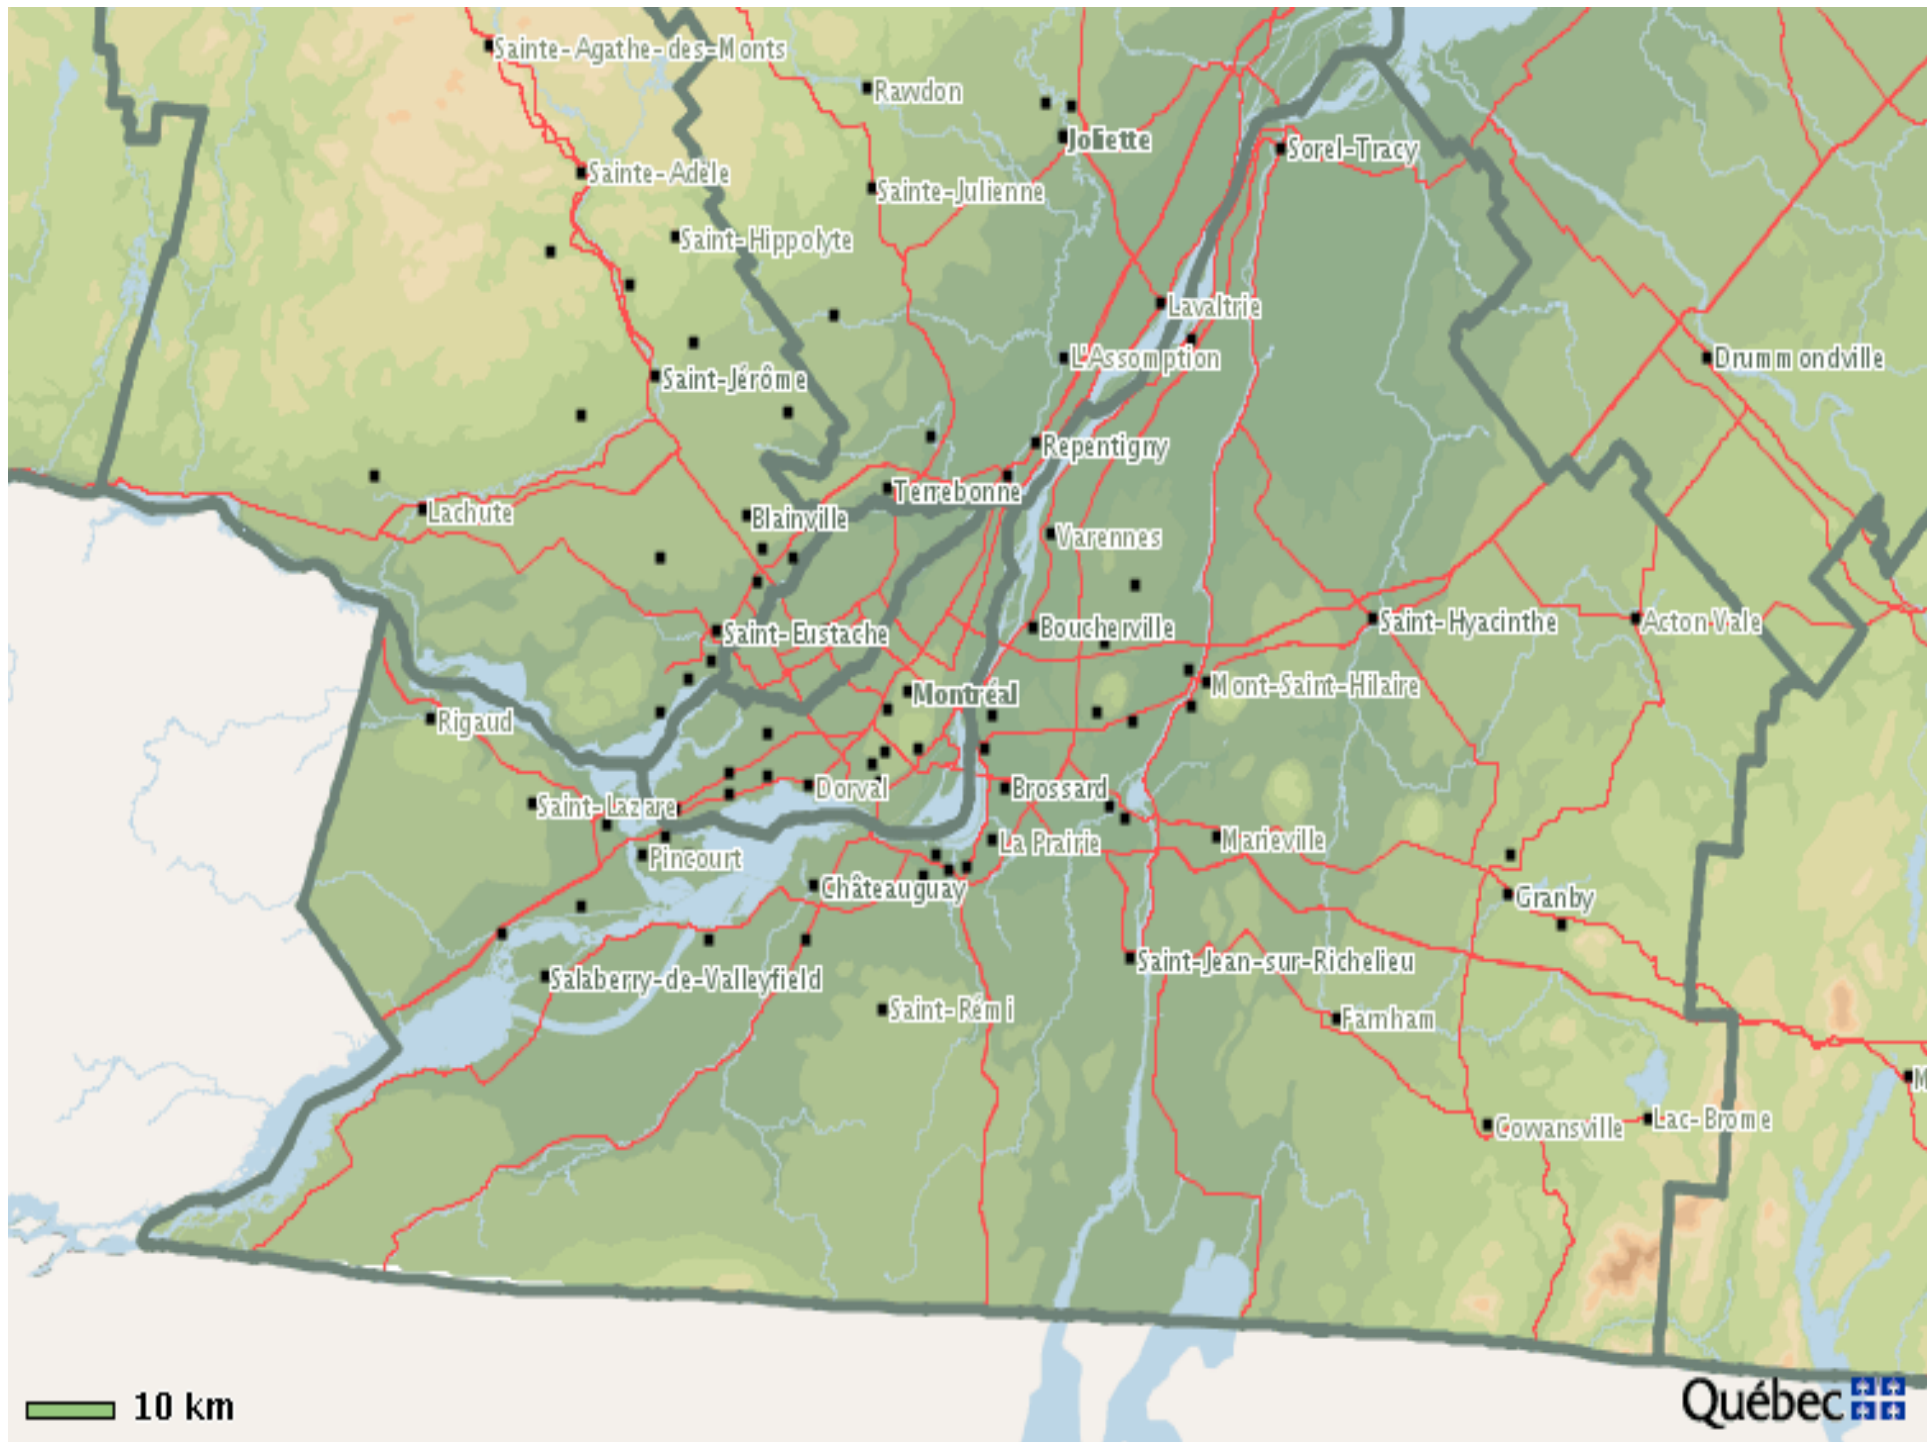 Sainte-Agathe-des-Monts
Rawdon
Joliette
Sorel-Tracy
Sainte-Adèle
Sainte-Julienne
Saint-Hippolyte
Lavaltrie
L'Assomption
Drummondville
Saint-Jérôme
Repentigny
Terrebonne
Lachute
Blainville
Varennes
Saint-Eustache
Boucherville
Saint-Hyacinthe
Acton Vale
Montréal
Mont-Saint-Hilaire
Rigaud
Dorval
Brossard
Saint-Lazare
La Prairie
Marieville
Pincourt
Châteauguay
Granby
Saint-Jean-sur-Richelieu
Salaberry-de-Valleyfield
Saint-Rémi
Farnham
M
Cowansville
Lac-Brome
10 km
Québec